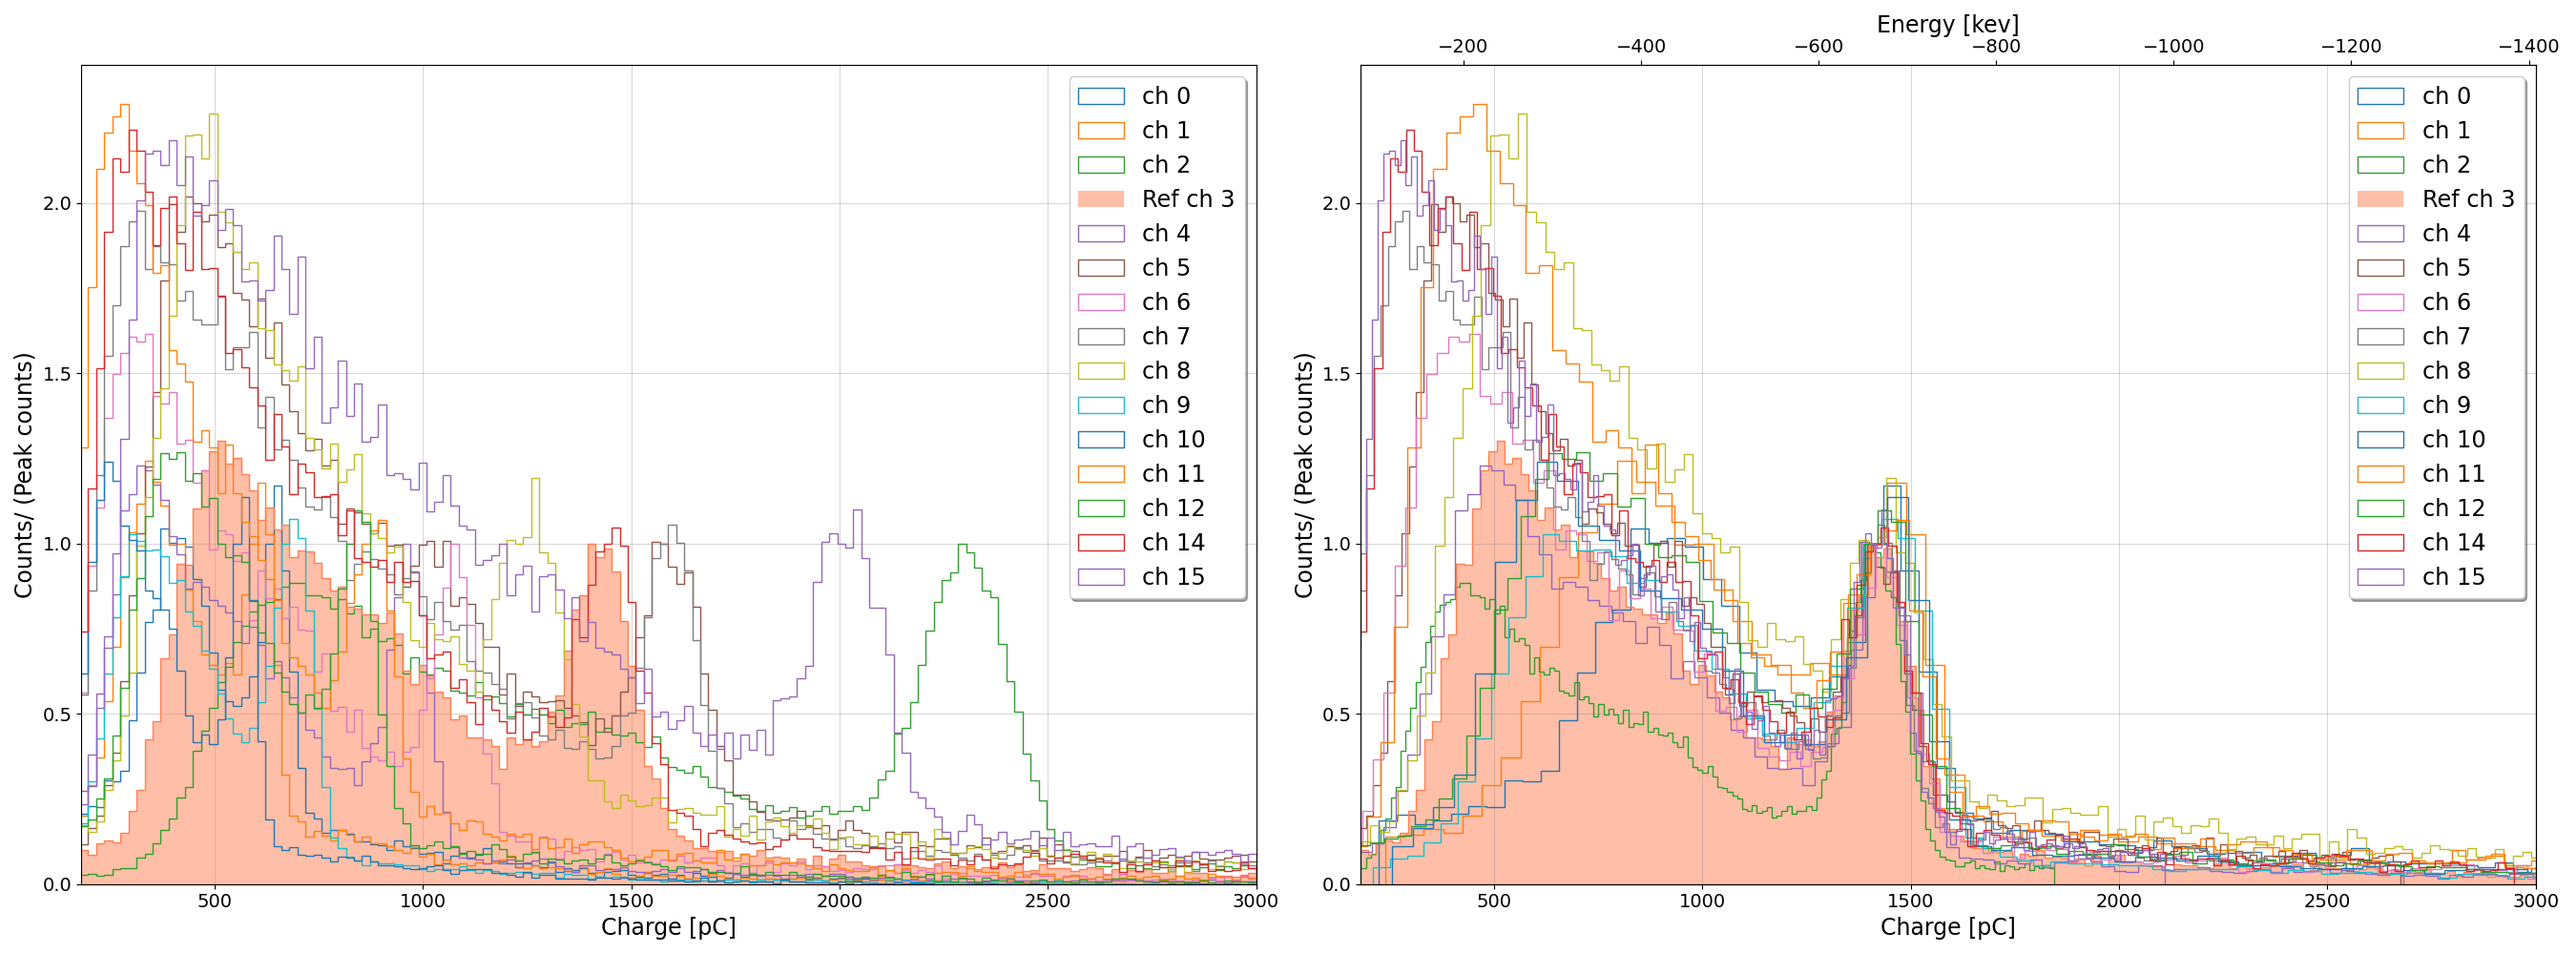 Counts/ (Peak counts)
2.0
1.5
1.0
0.5
0.0
500 1000 1500 2000 2500 3000
Charge [pC]
ch 0
ch 1
ch 2
Ref ch 3
ch 4
ch 5
ch 6
ch 7
ch 8
ch 9
ch 10
ch 11
ch 12
ch 14
ch 15
Energy [kev]
−200 −400 −600 −800 −1000 −1200 −1400
Counts/ (Peak counts)
2.0
1.5
1.0
0.5
0.0
500 1000 1500 2000 2500 3000
Charge [pC]
ch 0
ch 1
ch 2
Ref ch 3
ch 4
ch 5
ch 6
ch 7
ch 8
ch 9
ch 10
ch 11
ch 12
ch 14
ch 15